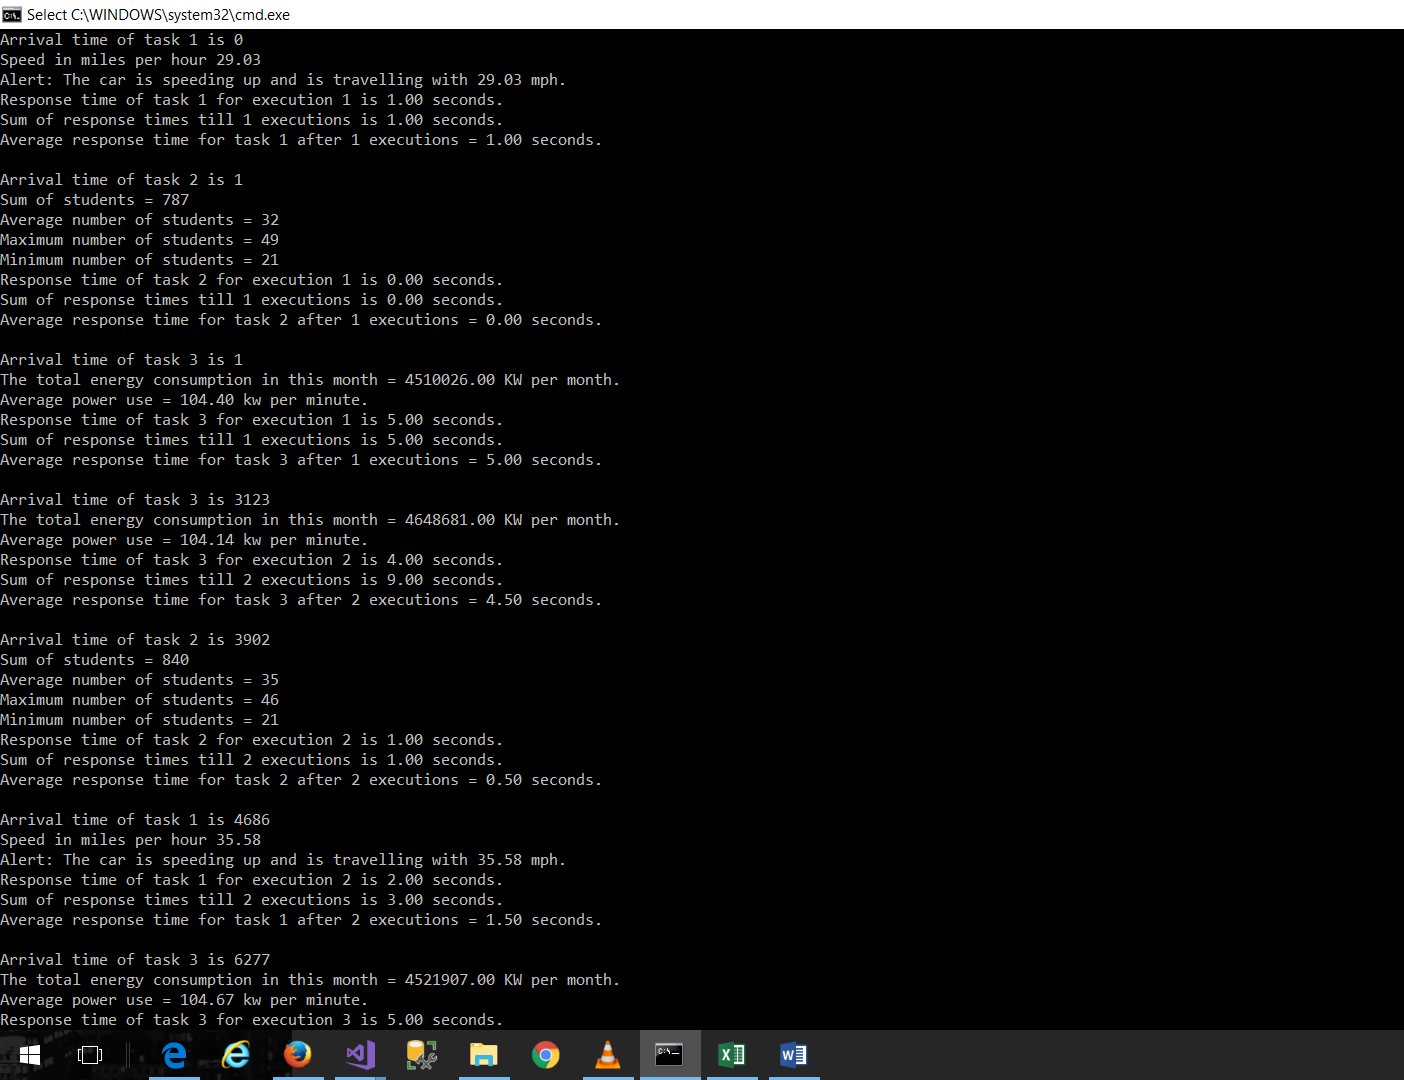 Select C:\WINDOWS\system32\cmd.exe
Arrival time of task 1 is 0
Speed in miles per hour 29.03
Alert: The car is speeding up and is travelling with 29.03 mph.
Response time of task 1 for execution 1 is 1.00 seconds.
Sum of response times till 1 executions is 1.00 seconds.
Average response time for task 1 after 1 executions = 1.00 seconds.
Arrival time of task 2 is 1
Sum of students = 787
Average number of students = 32
Maximum number of students = 49
Minimum number of students = 21
Response time of task 2 for execution 1 is 0.00 seconds.
Sum of response times till 1 executions is 0.00 seconds.
Average response time for task 2 after 1 executions = 0.00 seconds.
Arrival time of task 3 is 1
The total energy consumption in this month = 4510026.00 KW per month.
Average power use = 104.40 kw per minute.
Response time of task 3 for execution 1 is 5.00 seconds.
Sum of response times till 1 executions is 5.00 seconds.
Average response time for task 3 after 1 executions = 5.00 seconds.
Arrival time of task 3 is 3123
The total energy consumption in this month = 4648681.00 KW per month.
Average power use = 104.14 kw per minute.
Response time of task 3 for execution 2 is 4.00 seconds.
Sum of response times till 2 executions is 9.00 seconds.
Average response time for task 3 after 2 executions = 4.50 seconds.
Arrival time of task 2 is 3902
Sum of students = 840
Average number of students = 35
Maximum number of students = 46
Minimum number of students = 21
Response time of task 2 for execution 2 is 1.00 seconds.
Sum of response times till 2 executions is 1.00 seconds.
Average response time for task 2 after 2 executions = 0.50 seconds.
Arrival time of task 1 is 4686
Speed in miles per hour 35.58
Alert: The car is speeding up and is travelling with 35.58 mph.
Response time of task 1 for execution 2 is 2.00 seconds.
Sum of response times till 2 executions is 3.00 seconds.
Average response time for task 1 after 2 executions = 1.50 seconds.
Arrival time of task 3 is 6277
The total energy consumption in this month = 4521907.00 KW per month.
Average power use = 104.67 kw per minute.
Response time of task 3 for execution 3 is 5.00 seconds.